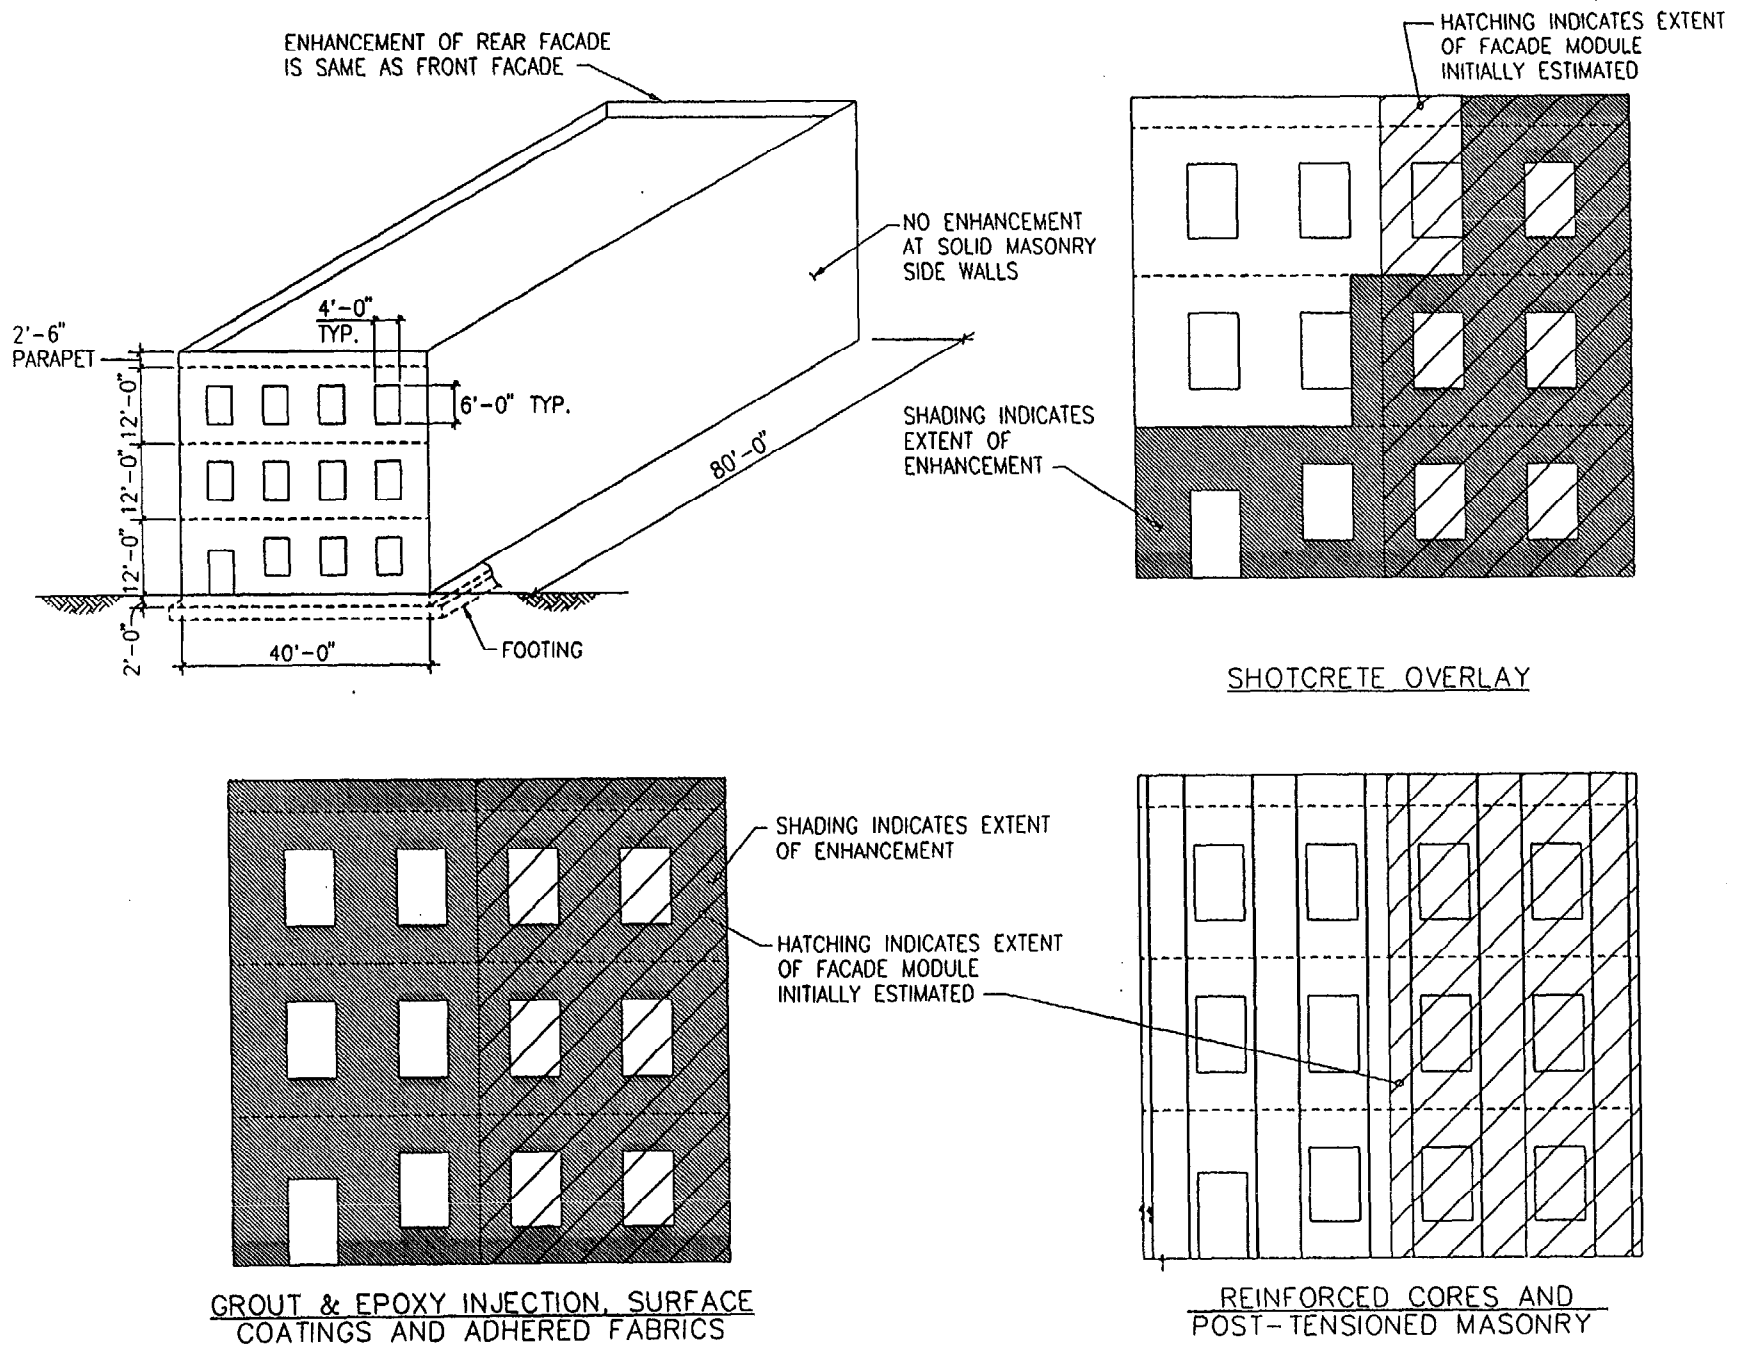 ENHANCEMENT OF REAR FACADE
IS SAME AS FRONT FACADE
HATCHING INDICATES EXTENT
OF FACADE MODULE
INITIALLY ESTIMATED
NO ENHANCEMENT
AT SOLID MASONRY
SIDE WALLS
4'-0"
TYP.
2'-6"
PARAPET
6'-0" TYP.
12'-0"
12'-0"
12'-0"
2'-0"
80'-0"
40'-0"
FOOTING
SHADING INDICATES
EXTENT OF
ENHANCEMENT
SHOTCRETE OVERLAY
SHADING INDICATES EXTENT
OF ENHANCEMENT
HATCHING INDICATES EXTENT
OF FACADE MODULE
INITIALLY ESTIMATED
GROUT & EPOXY INJECTION, SURFACE
COATINGS AND ADHERED FABRICS
REINFORCED CORES AND
POST-TENSIONED MASONRY